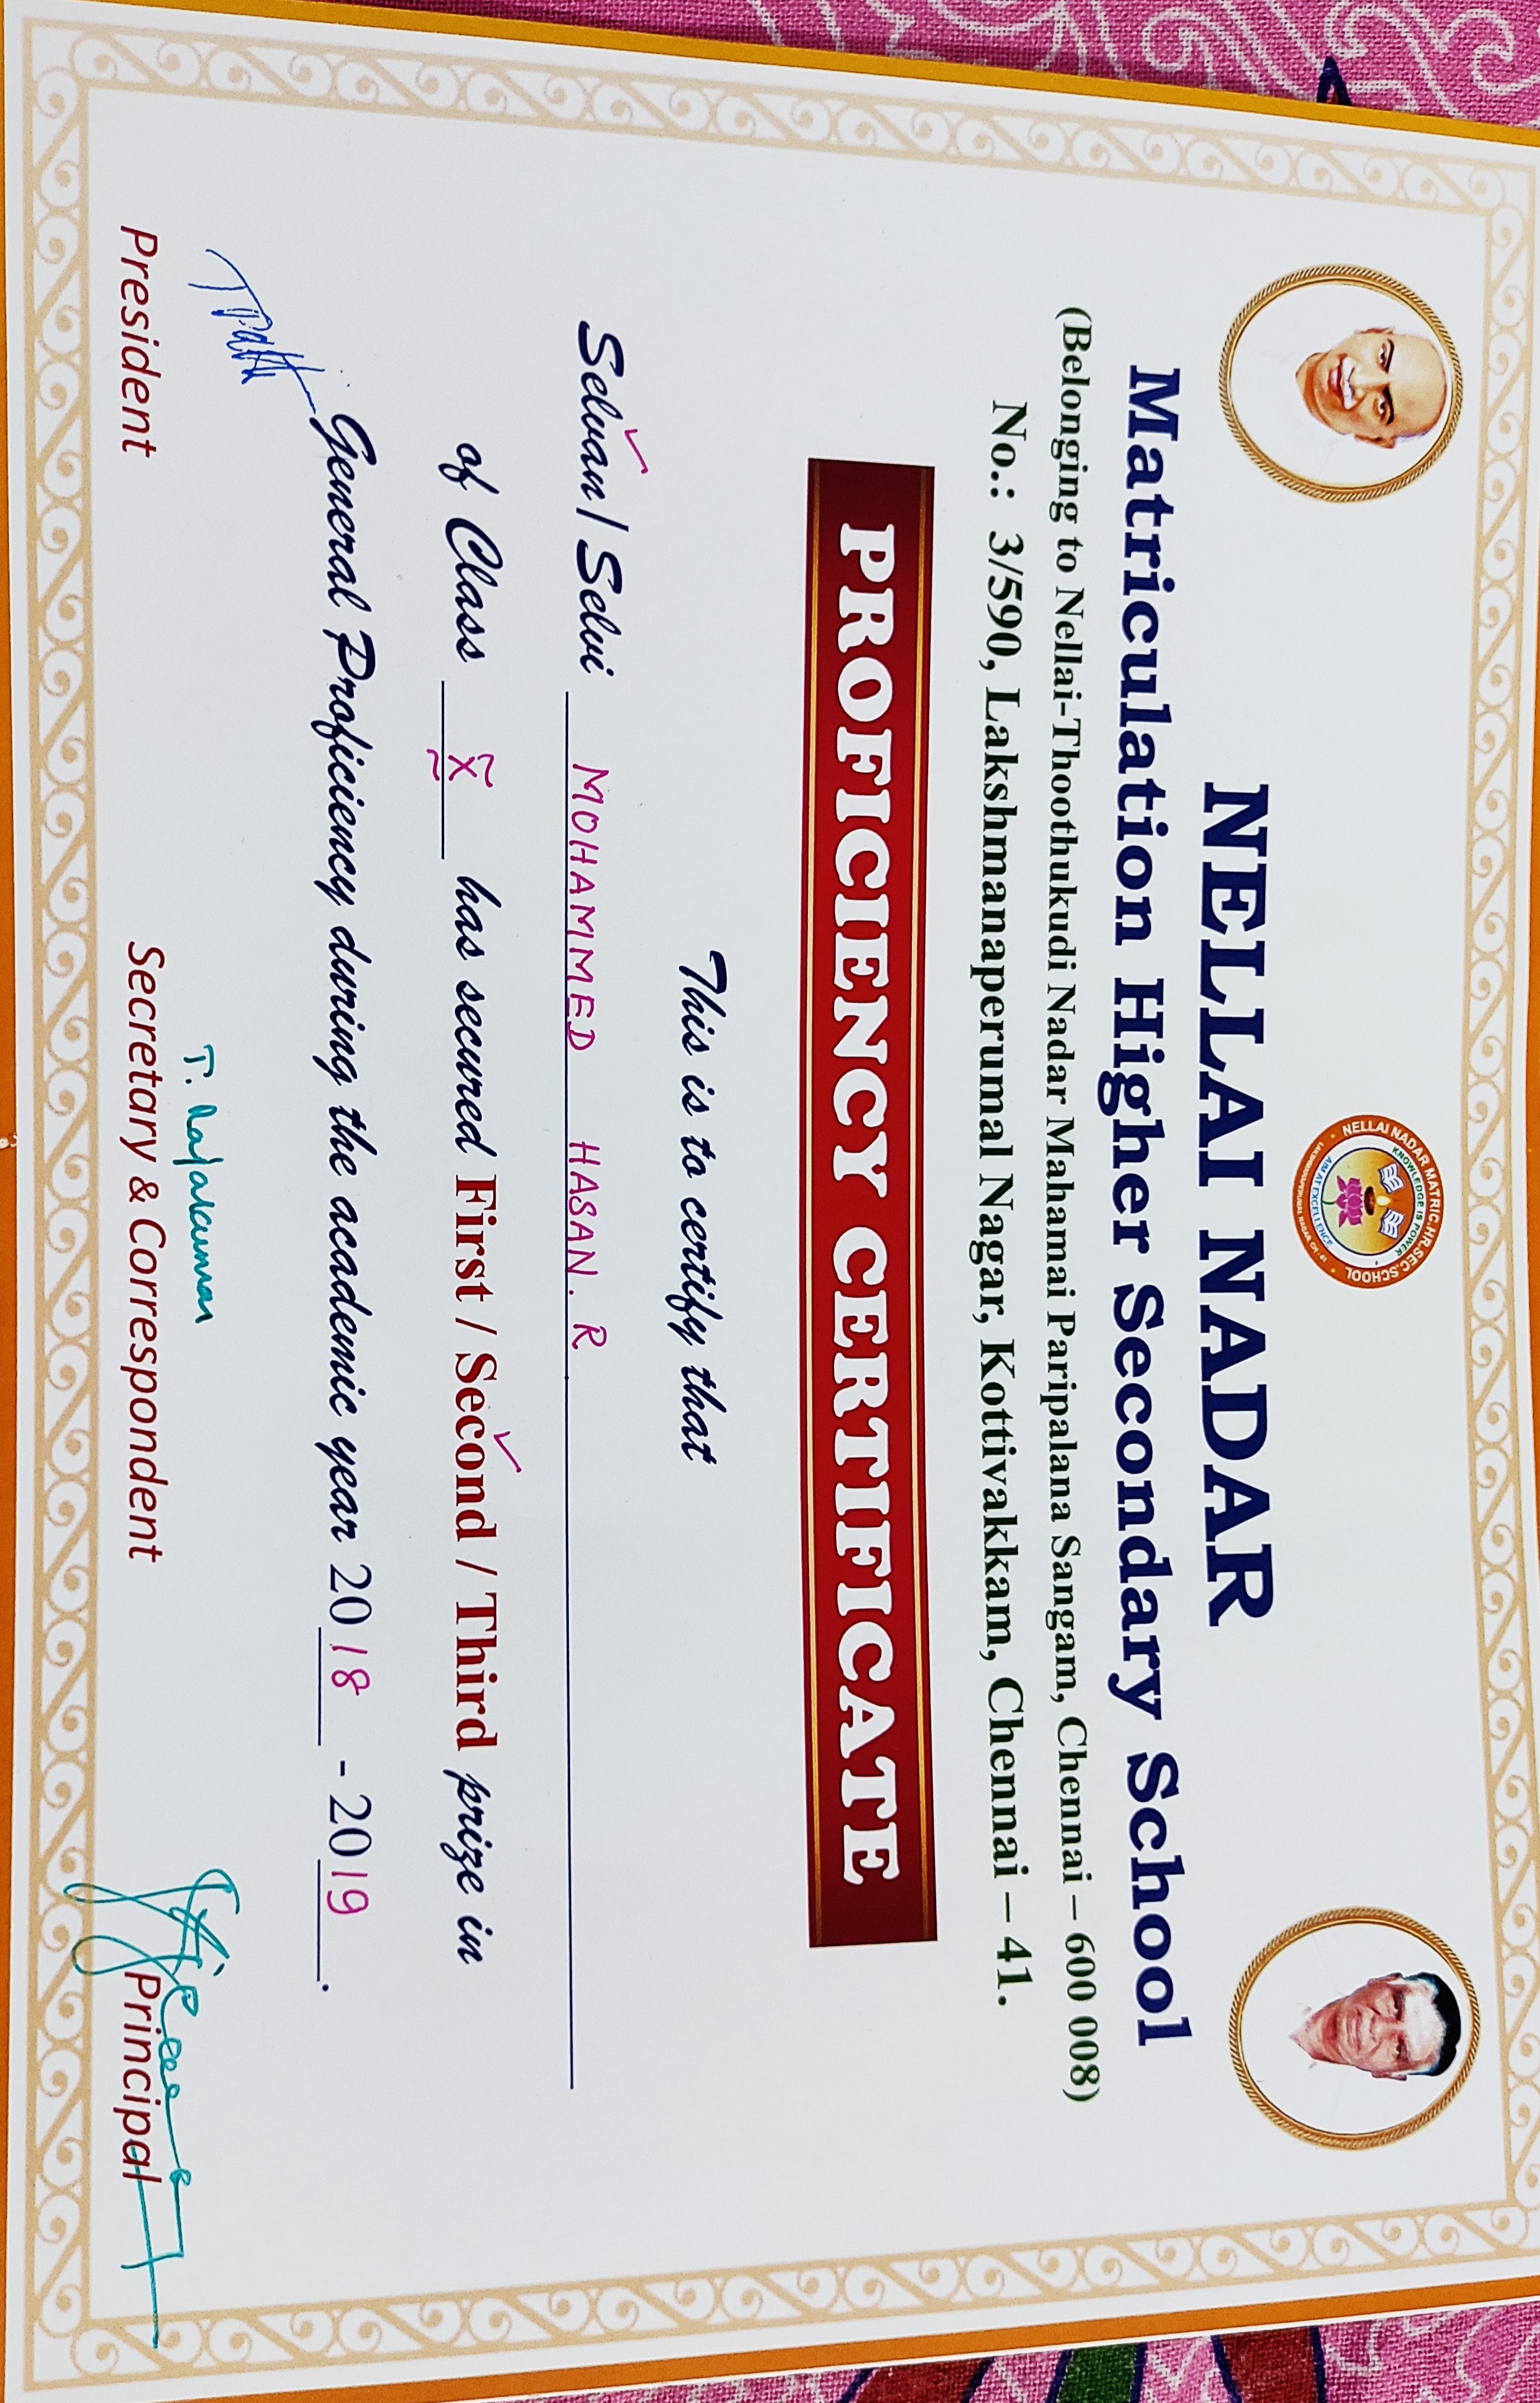 NELLAI NADAR MATRIC.HR.SEC.SCHOOL
KNOWLEDGE IS POWER
AIM AT EXCELLENCE
LAKSHMANAPERUMAL NAGAR, CH - 41
NELLAI NADAR
Matriculation Higher Secondary School
(Belonging to Nellai-Thoothukudi Nadar Mahamai Paripalana Sangam, Chennai – 600 008)
No.: 3/590, Lakshmanaperumal Nagar, Kottivakkam, Chennai – 41.
PROFICIENCY CERTIFICATE
This is to certify that
Selvan / Selvi MOHAMMED HASAN. R
of Class X has secured First / Second / Third prize in
General Proficiency during the academic year 2018 - 2019.
T. Rajakumar
President Secretary & Correspondent Principal